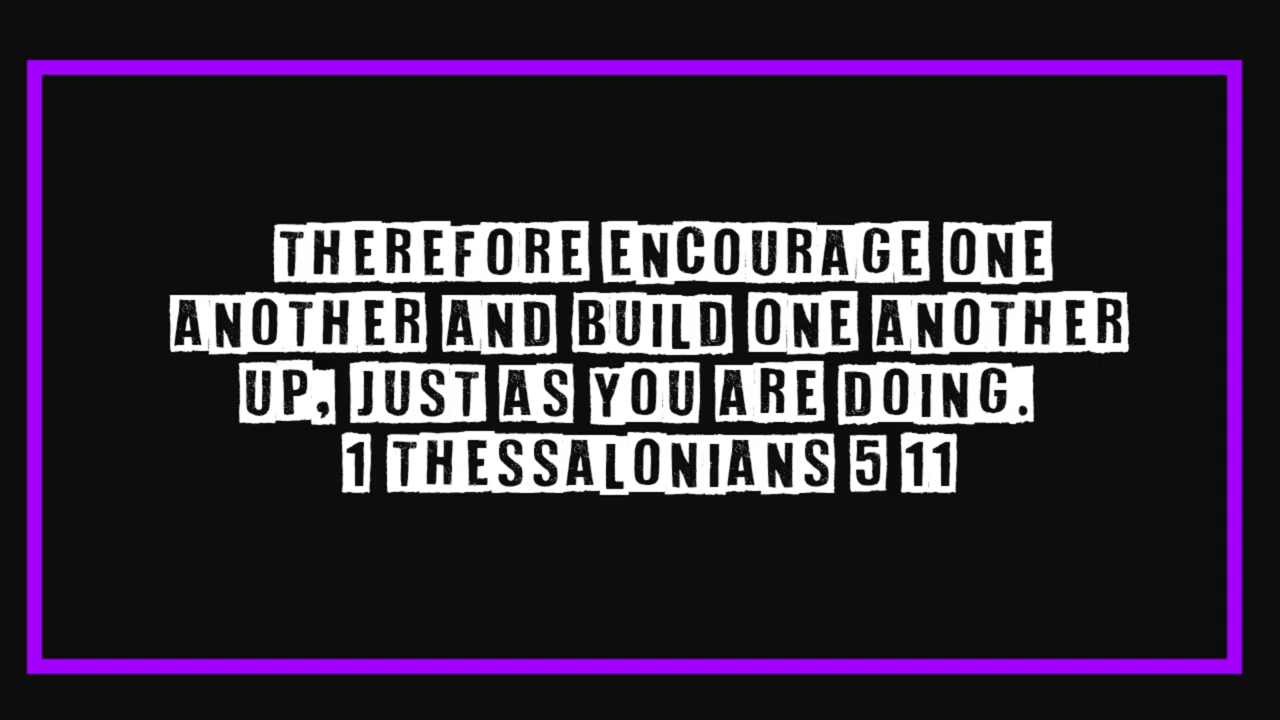 THEREFORE ENCOURAGE ONE
ANOTHER AND BUILD ONE ANOTHER
UP, JUST AS YOU ARE DOING.
1 THESSALONIANS 5 11